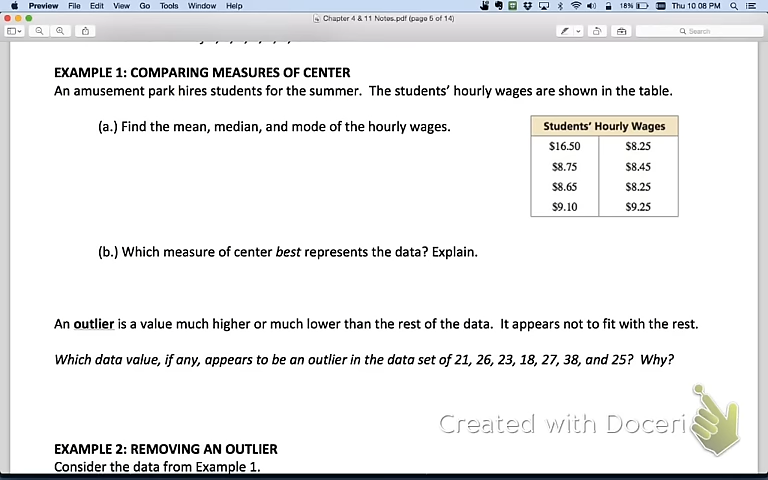 Preview File Edit View Go Tools Window Help
18% Thu 10 08 PM
Chapter 4 & 11 Notes.pdf (page 5 of 14)
Search
EXAMPLE 1: COMPARING MEASURES OF CENTER
An amusement park hires students for the summer. The students' hourly wages are shown in the table.
(a.) Find the mean, median, and mode of the hourly wages.
Students' Hourly Wages
$16.50 $8.25
$8.75 $8.45
$8.65 $8.25
$9.10 $9.25
(b.) Which measure of center best represents the data? Explain.
An outlier is a value much higher or much lower than the rest of the data. It appears not to fit with the rest.
Which data value, if any, appears to be an outlier in the data set of 21, 26, 23, 18, 27, 38, and 25? Why?
Created with Doceri
EXAMPLE 2: REMOVING AN OUTLIER
Consider the data from Example 1.